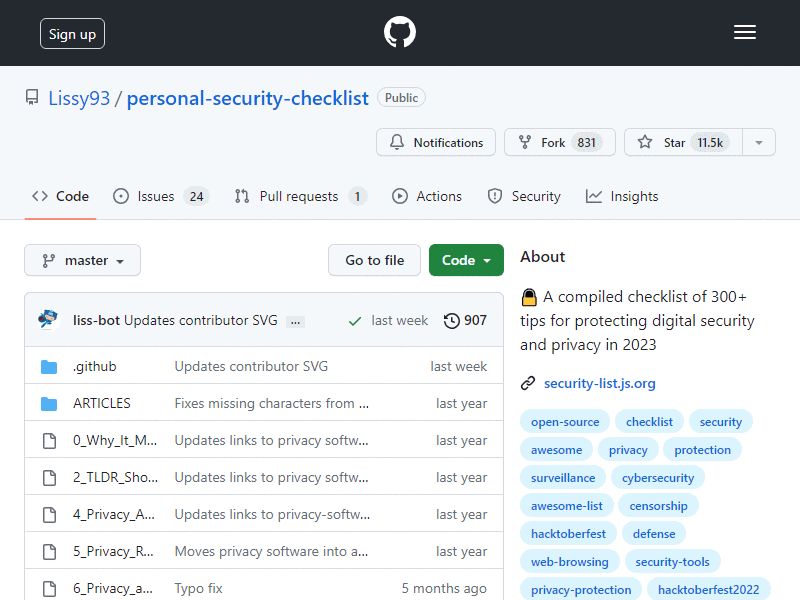 Sign up
Lissy93 / personal-security-checklist Public
Notifications Fork 831 Star 11.5k
Code Issues 24 Pull requests 1 Actions Security Insights
master Go to file Code
liss-bot Updates contributor SVG ... last week 907
.github Updates contributor SVG last week
ARTICLES Fixes missing characters from ... last year
0_Why_It_M... Updates links to privacy softw... last year
2_TLDR_Sho... Updates links to privacy softw... last year
4_Privacy_A... Updates links to privacy-softw... last year
5_Privacy_R... Moves privacy software into a... last year
6_Privacy_a... Typo fix 5 months ago
About
A compiled checklist of 300+
tips for protecting digital security
and privacy in 2023
security-list.js.org
open-source checklist security
awesome privacy protection
surveillance cybersecurity
awesome-list censorship
hacktoberfest defense
web-browsing security-tools
privacy-protection hacktoberfest2022